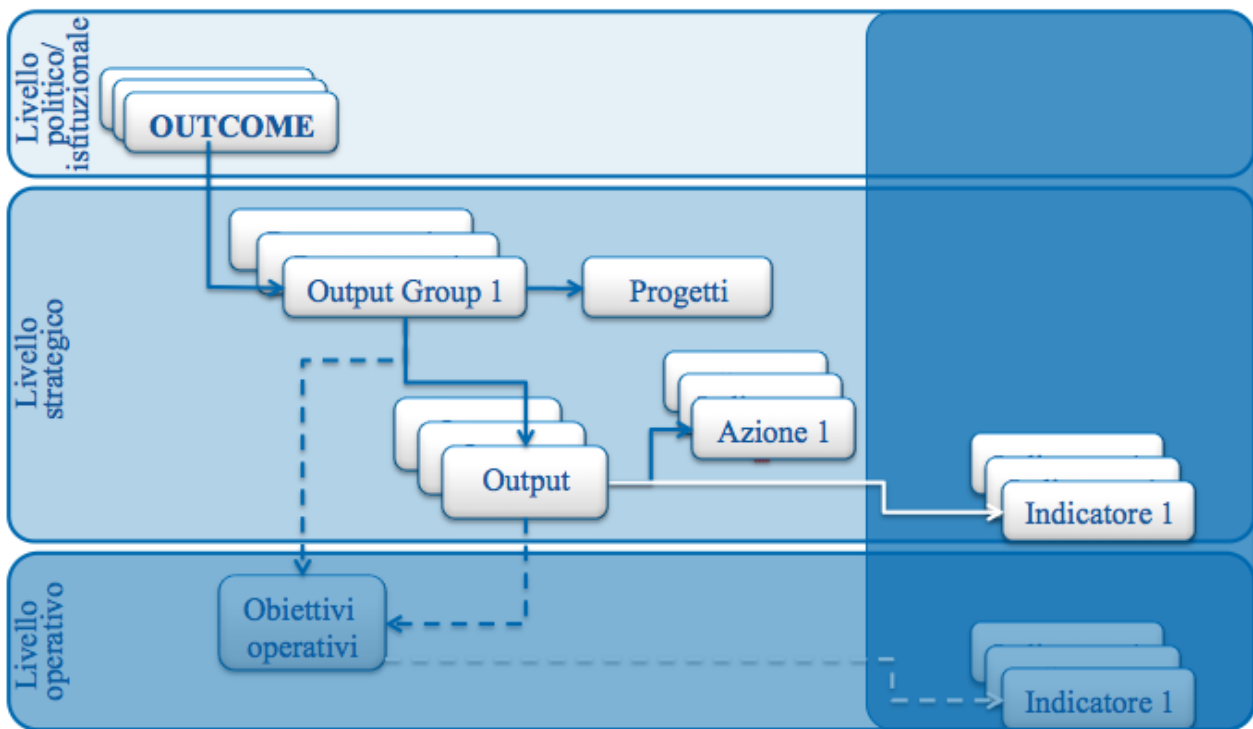 Livello
politico/
istituzionale
OUTCOME
Livello
strategico
Output Group 1
Progetti
Azione 1
Output
Indicatore 1
Livello
operativo
Obiettivi
operativi
Indicatore 1